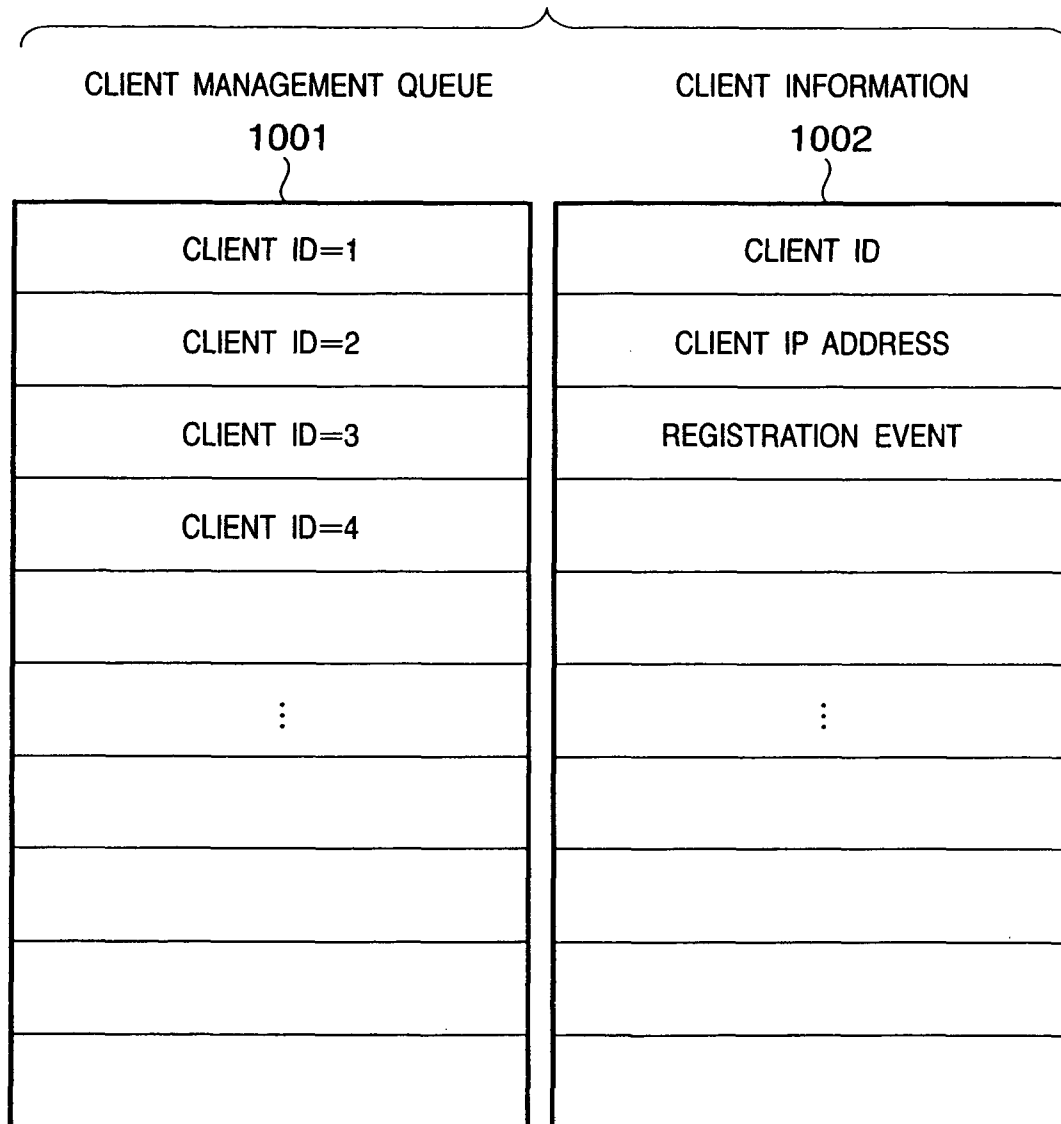 CLIENT MANAGEMENT QUEUE
1001
CLIENT ID=1
CLIENT ID=2
CLIENT ID=3
CLIENT ID=4
⋮
CLIENT INFORMATION
1002
CLIENT ID
CLIENT IP ADDRESS
REGISTRATION EVENT
⋮